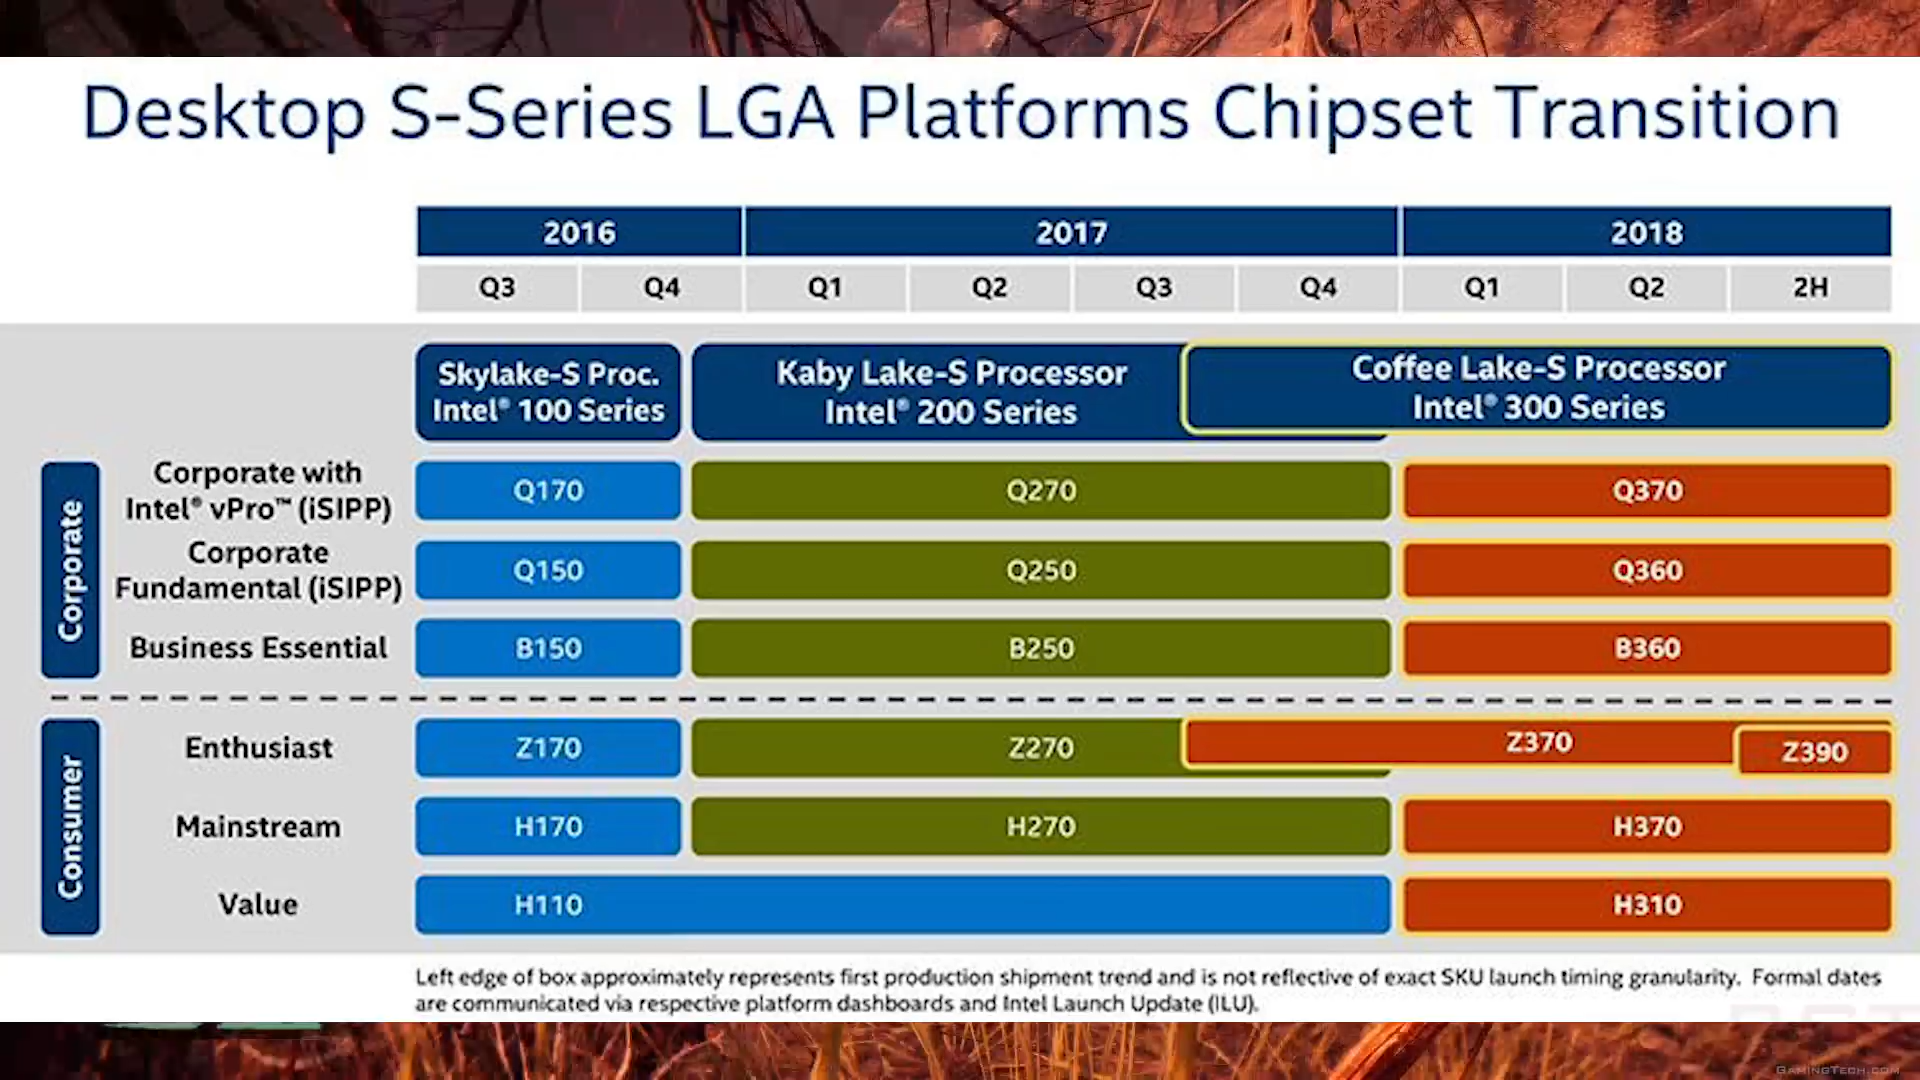 Desktop S-Series LGA Platforms Chipset Transition
2016 2017 2018
Q3 Q4 Q1 Q2 Q3 Q4 Q1 Q2 2H
Skylake-S Proc.
Intel® 100 Series
Kaby Lake-S Processor
Intel® 200 Series
Coffee Lake-S Processor
Intel® 300 Series
Corporate
Corporate with
Intel® vPro™ (iSIPP)
Q170 Q270 Q370
Corporate
Fundamental (iSIPP)
Q150 Q250 Q360
Business Essential B150 B250 B360
Consumer
Enthusiast Z170 Z270 Z370 Z390
Mainstream H170 H270 H370
Value H110 H310
Left edge of box approximately represents first production shipment trend and is not reflective of exact SKU launch timing granularity. Formal dates
are communicated via respective platform dashboards and Intel Launch Update (ILU).
GamingTech.com